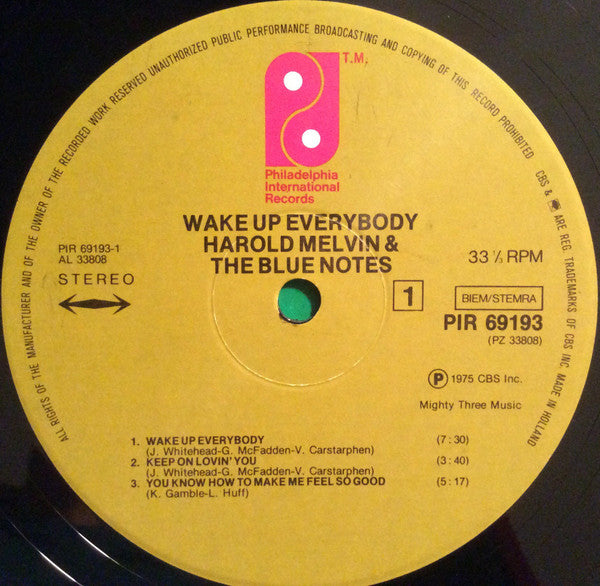 ALL RIGHTS OF THE MANUFACTURER AND OF THE OWNER OF THE RECORDED WORK RESERVED UNAUTHORIZED PUBLIC PERFORMANCE BROADCASTING AND COPYING OF THIS RECORD PROHIBITED CBS & ARE REG. TRADEMARKS OF CBS INC. MADE IN HOLLAND
T.M.
Philadelphia
International
Records
WAKE UP EVERYBODY
HAROLD MELVIN &
THE BLUE NOTES
PIR 69193-1
AL 33808
STEREO
33 ⅓ RPM
1
BIEM/STEMRA
PIR 69193
(PZ 33808)
P 1975 CBS Inc.
Mighty Three Music
1. WAKE UP EVERYBODY (7:30)
(J. Whitehead-G. McFadden-V. Carstarphen)
2. KEEP ON LOVIN' YOU (3:40)
(J. Whitehead-G. McFadden-V. Carstarphen)
3. YOU KNOW HOW TO MAKE ME FEEL SO GOOD (5:17)
(K. Gamble-L. Huff)